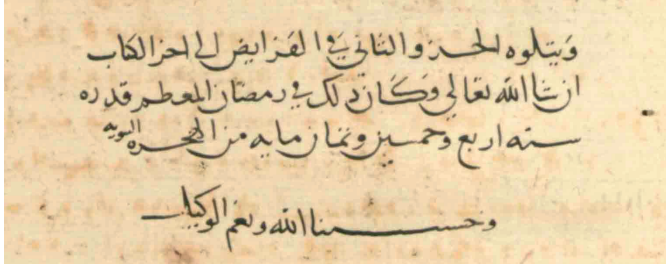 ويتلوه الجزو الثاني في الفرايض الى اخر الكتاب
ان شا الله تعالى وكان ذلك في رمضان المعظم قدره
سنه اربع وخمسين وثمان مايه من الهجره النبويه
وحسبنا الله ونعم الوكيل